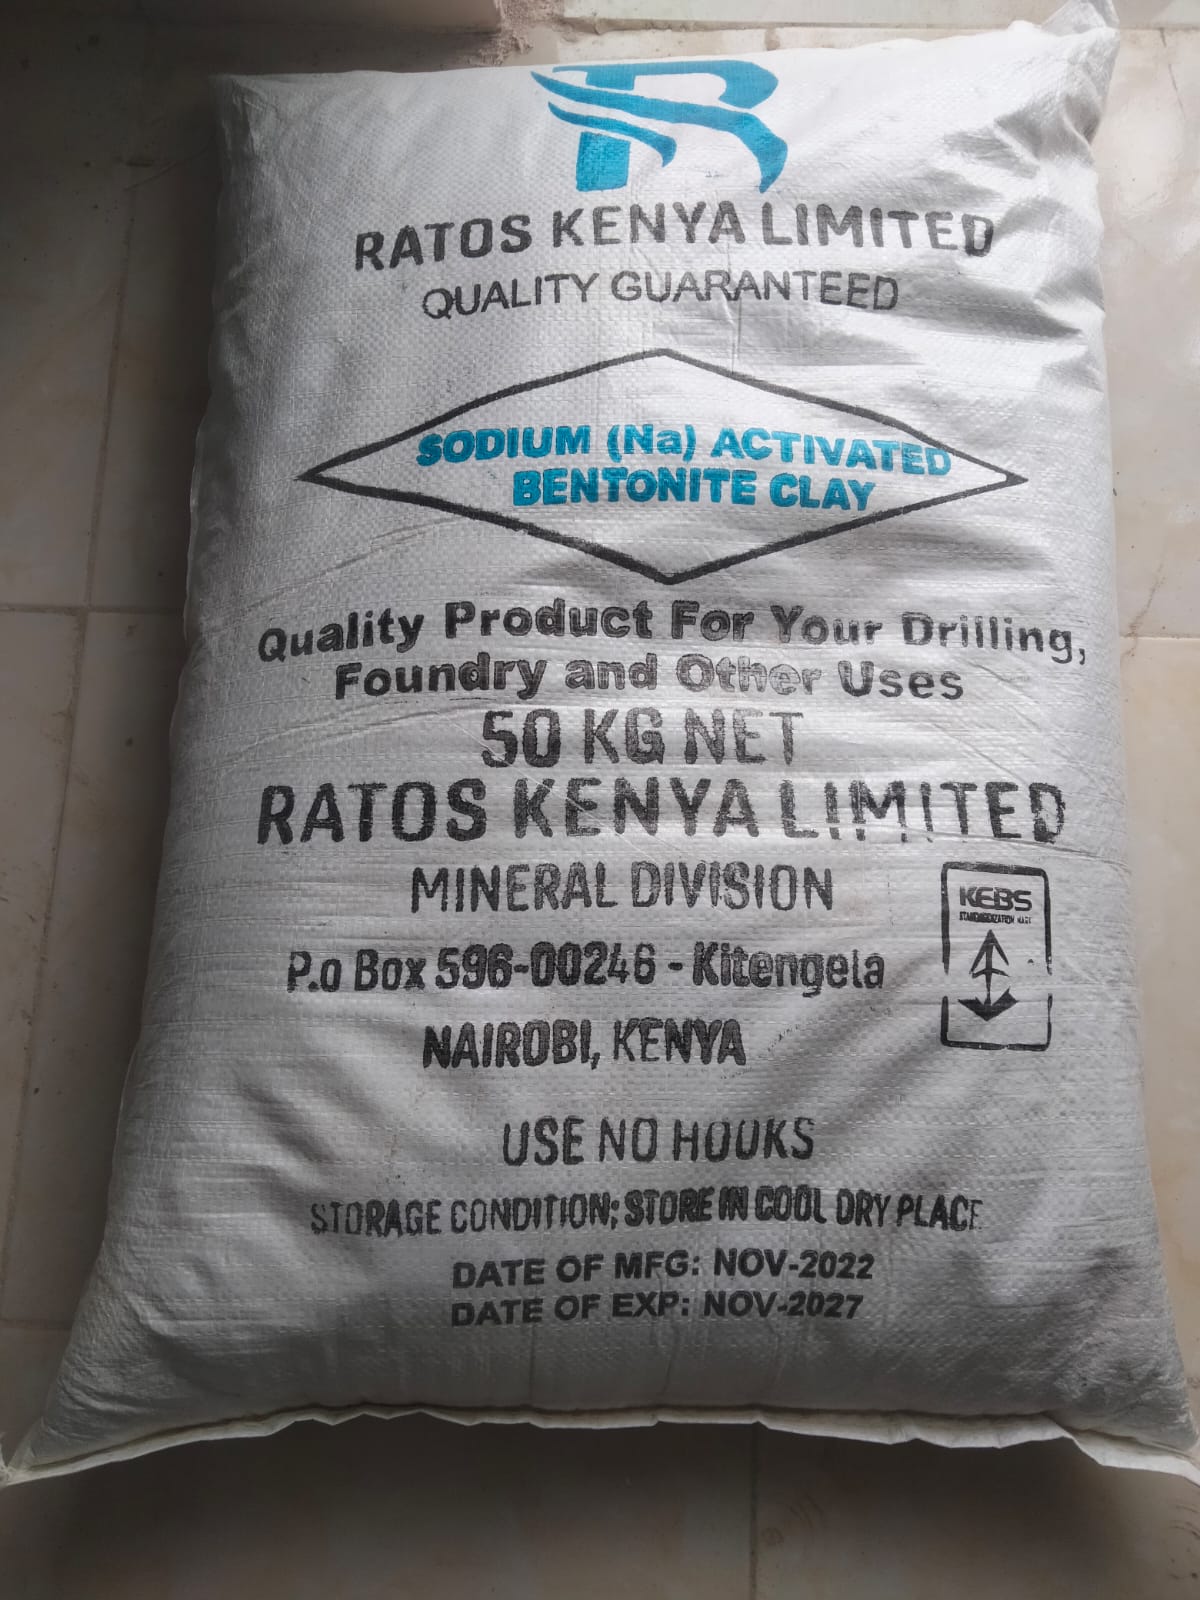 R
RATOS KENYA LIMITED
QUALITY GUARANTEED
SODIUM (Na) ACTIVATED
BENTONITE CLAY
Quality Product For Your Drilling,
Foundry and Other Uses
50 KG NET
RATOS KENYA LIMITED
MINERAL DIVISION
KEBS
STANDARDIZATION MARK
P.o Box 596-00246 - Kitengela
NAIROBI, KENYA
USE NO HOOKS
STORAGE CONDITION; STORE IN COOL DRY PLACE
DATE OF MFG: NOV-2022
DATE OF EXP: NOV-2027